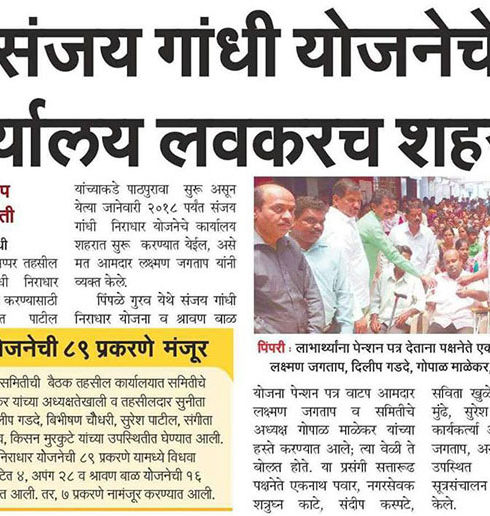 संजय गांधी योजनेचे
र्यालय लवकरच शहर
प
ती
धी
प्पर तहसील
निराधार
करण्यासाठी
त पाटील
यांच्याकडे पाठपुरावा सुरू असून
येत्या जानेवारी २०१८ पर्यंत संजय
गांधी निराधार योजनेचे कार्यालय
शहरात सुरू करण्यात येईल, असे
मत आमदार लक्ष्मण जगताप यांनी
व्यक्त केले.
पिंपळे गुरव येथे संजय गांधी
निराधार योजना व श्रावण बाळ
ोजनेची ८९ प्रकरणे मंजूर
समितीची बैठक तहसील कार्यालयात समितीचे
कर यांच्या अध्यक्षतेखाली व तहसीलदार सुनीता
लीप गडदे, बिभीषण चौधरी, सुरेश पाटील, संगीता
व, किसन मुरकुटे यांच्या उपस्थितीत घेण्यात आली.
निराधार योजनेची ८९ प्रकरणे यामध्ये विधवा
टित ४, अपंग २८ व श्रावण बाळ योजनेची १६
यात आली. तर, ७ प्रकरणे नामंजूर करण्यात आली.
पिंपरी : लाभार्थ्यांना पेन्शन पत्र देताना पक्षनेते एक
लक्ष्मण जगताप, दिलीप गडदे, गोपाळ माळेकर,
योजना पेन्शन पत्र वाटप आमदार
लक्ष्मण जगताप व समितीचे
अध्यक्ष गोपाळ माळेकर यांच्या
हस्ते करण्यात आले; त्या वेळी ते
बोलत होते. या प्रसंगी सत्तारूढ
पक्षनेते एकनाथ पवार, नगरसेवक
शत्रुघ्न काटे, संदीप कस्पटे,
सविता खुळे
मुंढे, सुरेश
कार्यकर्त्या अ
जगताप, अ
उपस्थित
सूत्रसंचालन
केले.